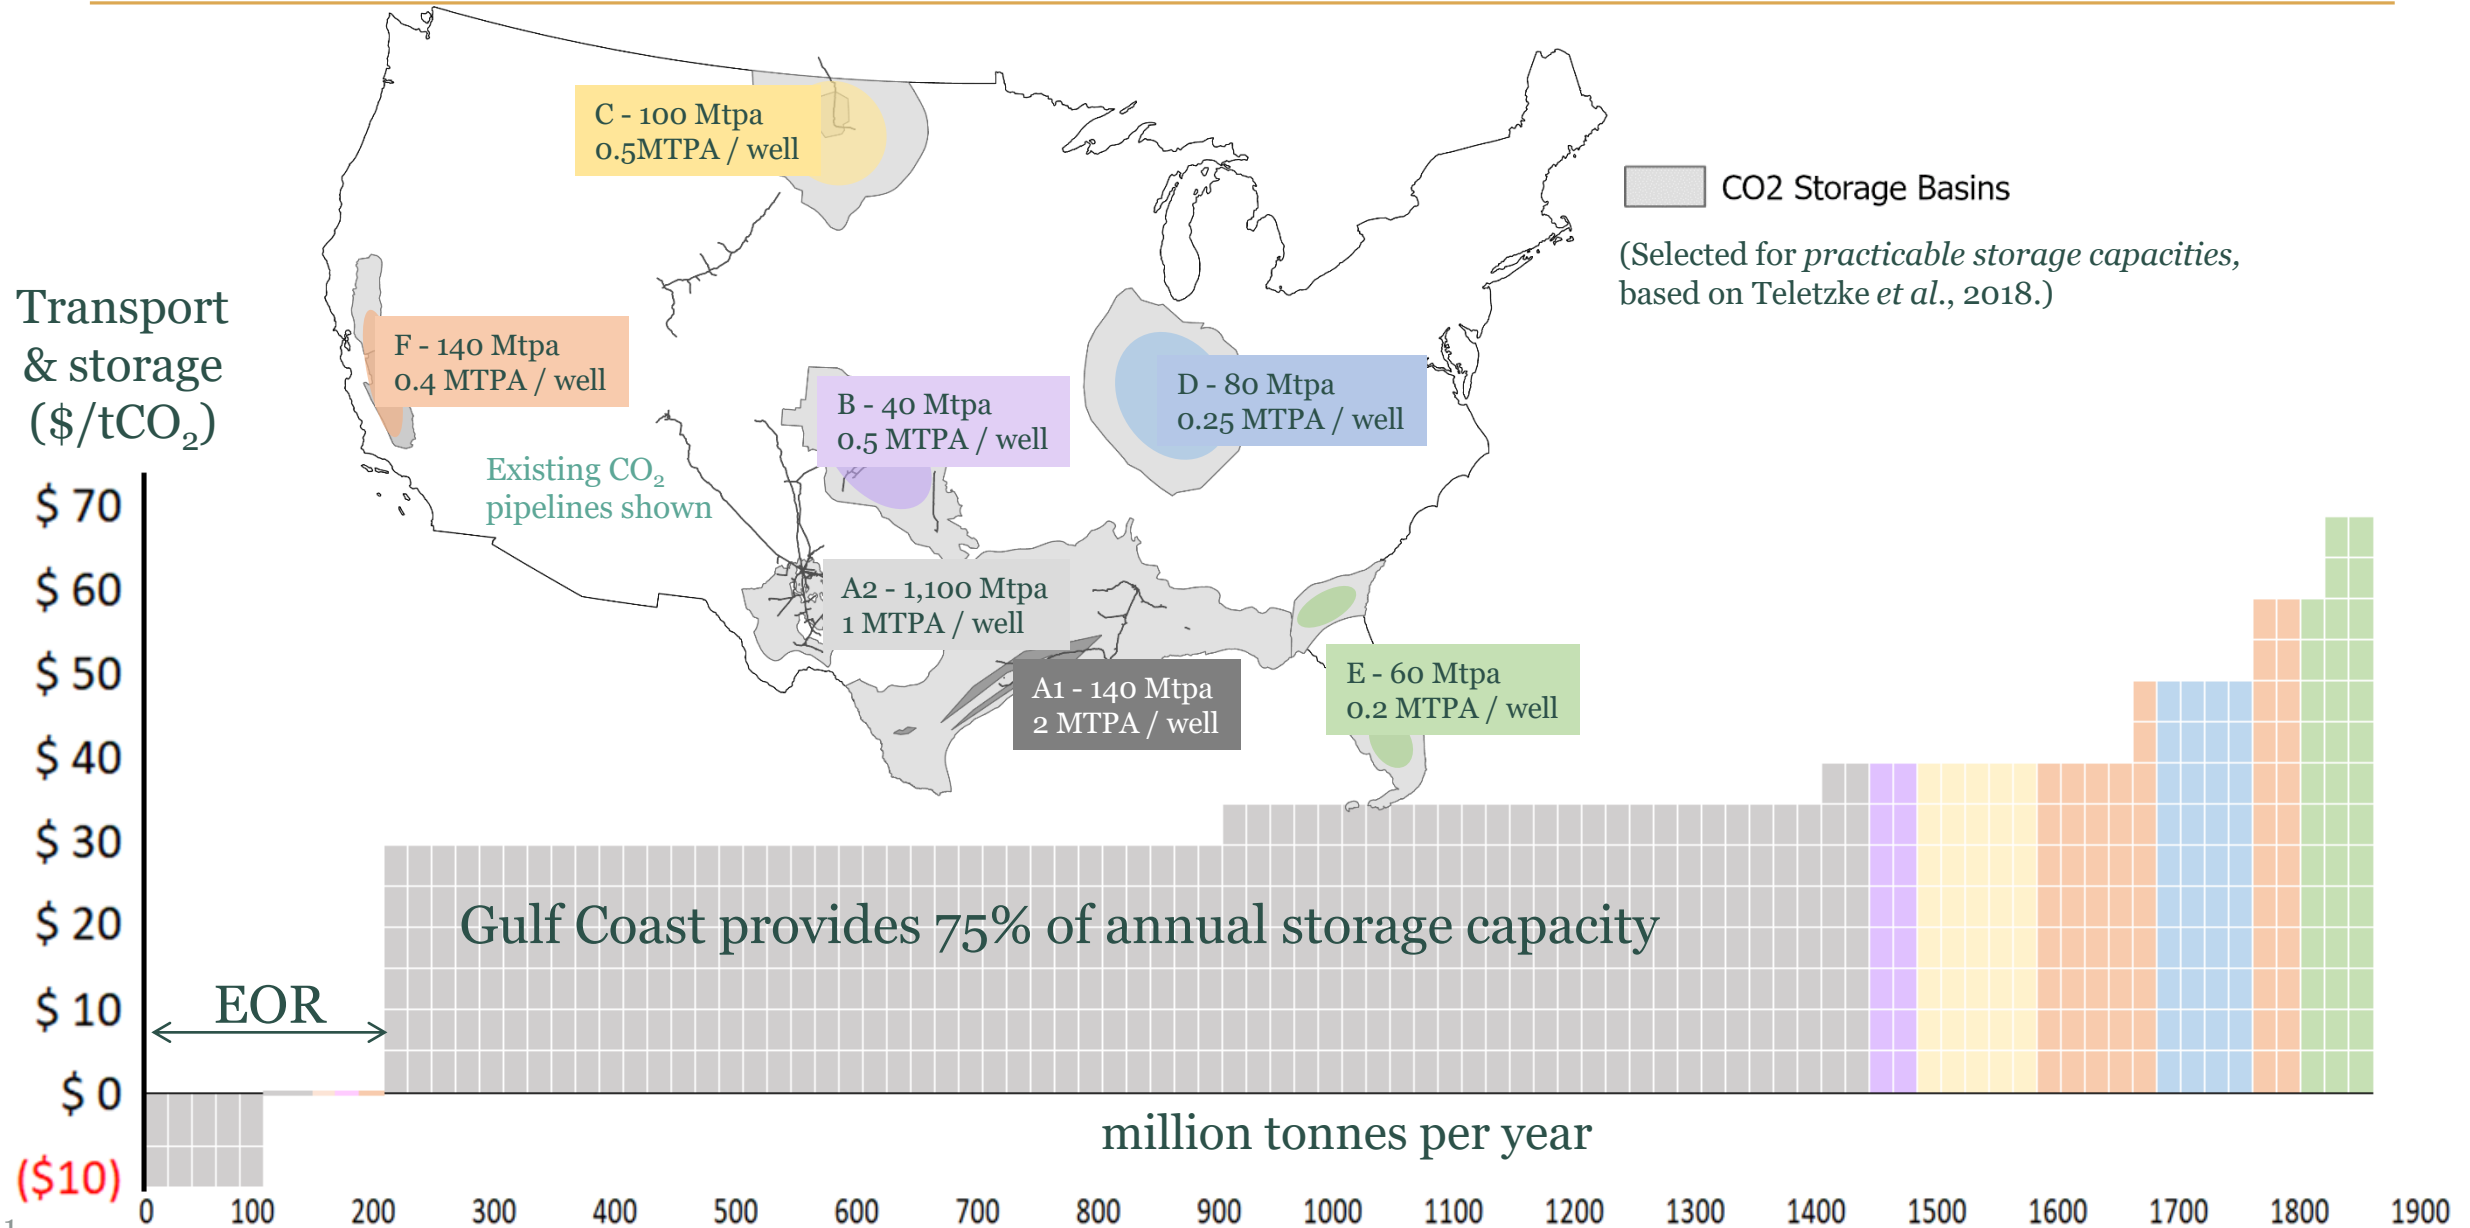 C - 100 Mtpa
0.5MTPA / well
CO2 Storage Basins
(Selected for practicable storage capacities,
based on Teletzke et al., 2018.)
Transport
& storage
($/tCO₂)
F - 140 Mtpa
0.4 MTPA / well
B - 40 Mtpa
0.5 MTPA / well
D - 80 Mtpa
0.25 MTPA / well
Existing CO₂
pipelines shown
A2 - 1,100 Mtpa
1 MTPA / well
A1 - 140 Mtpa
2 MTPA / well
E - 60 Mtpa
0.2 MTPA / well
$ 70
$ 60
$ 50
$ 40
$ 30
$ 20
$ 10
$ 0
($10)
Gulf Coast provides 75% of annual storage capacity
EOR
million tonnes per year
0 100 200 300 400 500 600 700 800 900 1000 1100 1200 1300 1400 1500 1600 1700 1800 1900